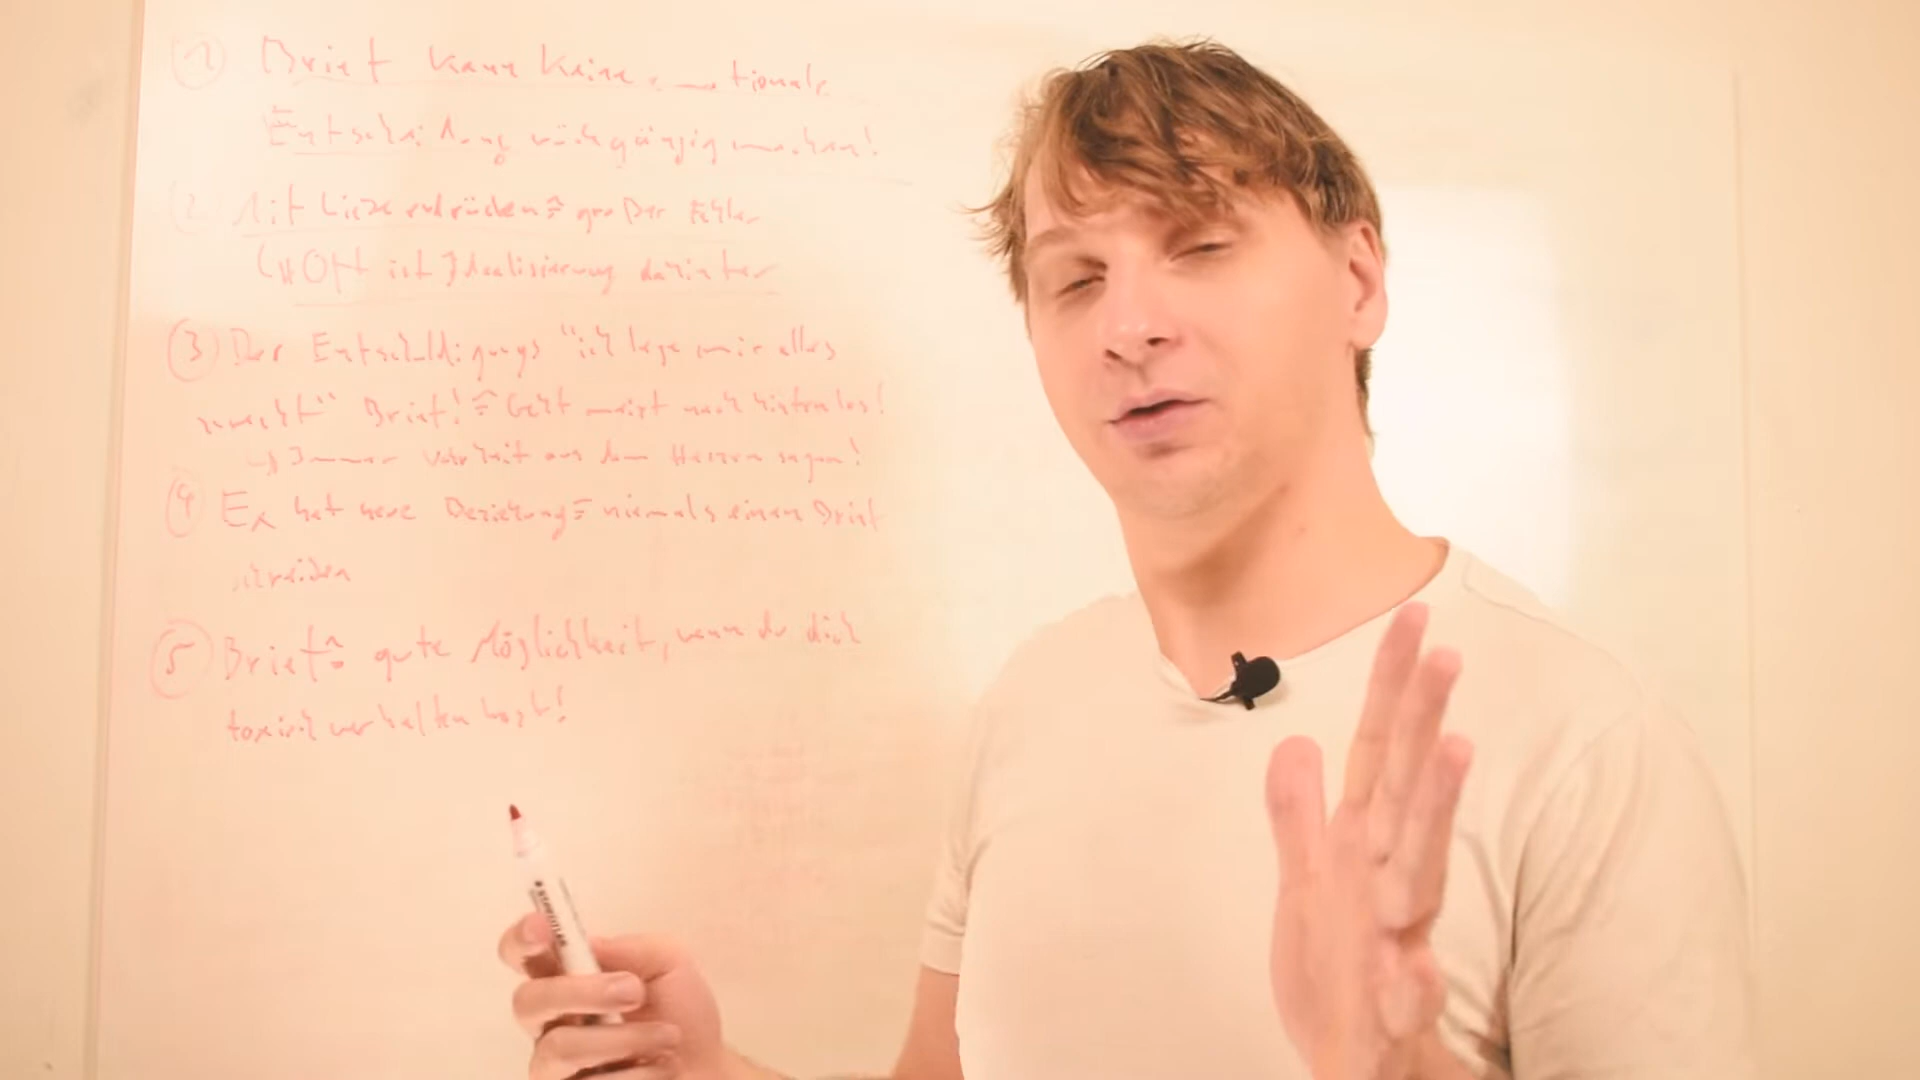 ① Brief kann keine emotionale
Entscheidung rückgängig machen!
2 Mit Liebe erdrücken ≙ großer Fehler
↳ Oft ist Idealisierung dahinter
③ Der Entschuldigungs "ich lege mir alles
zurecht" Brief! ≙ Geht meist nach hinten los!
↳ Immer Wahrheit aus dem Herzen sagen!
④ Ex hat neue Beziehung = niemals einen Brief
schreiben
⑤ Brief ≙ gute Möglichkeit, wenn du dich
toxisch verhalten hast!
STAEDTLER